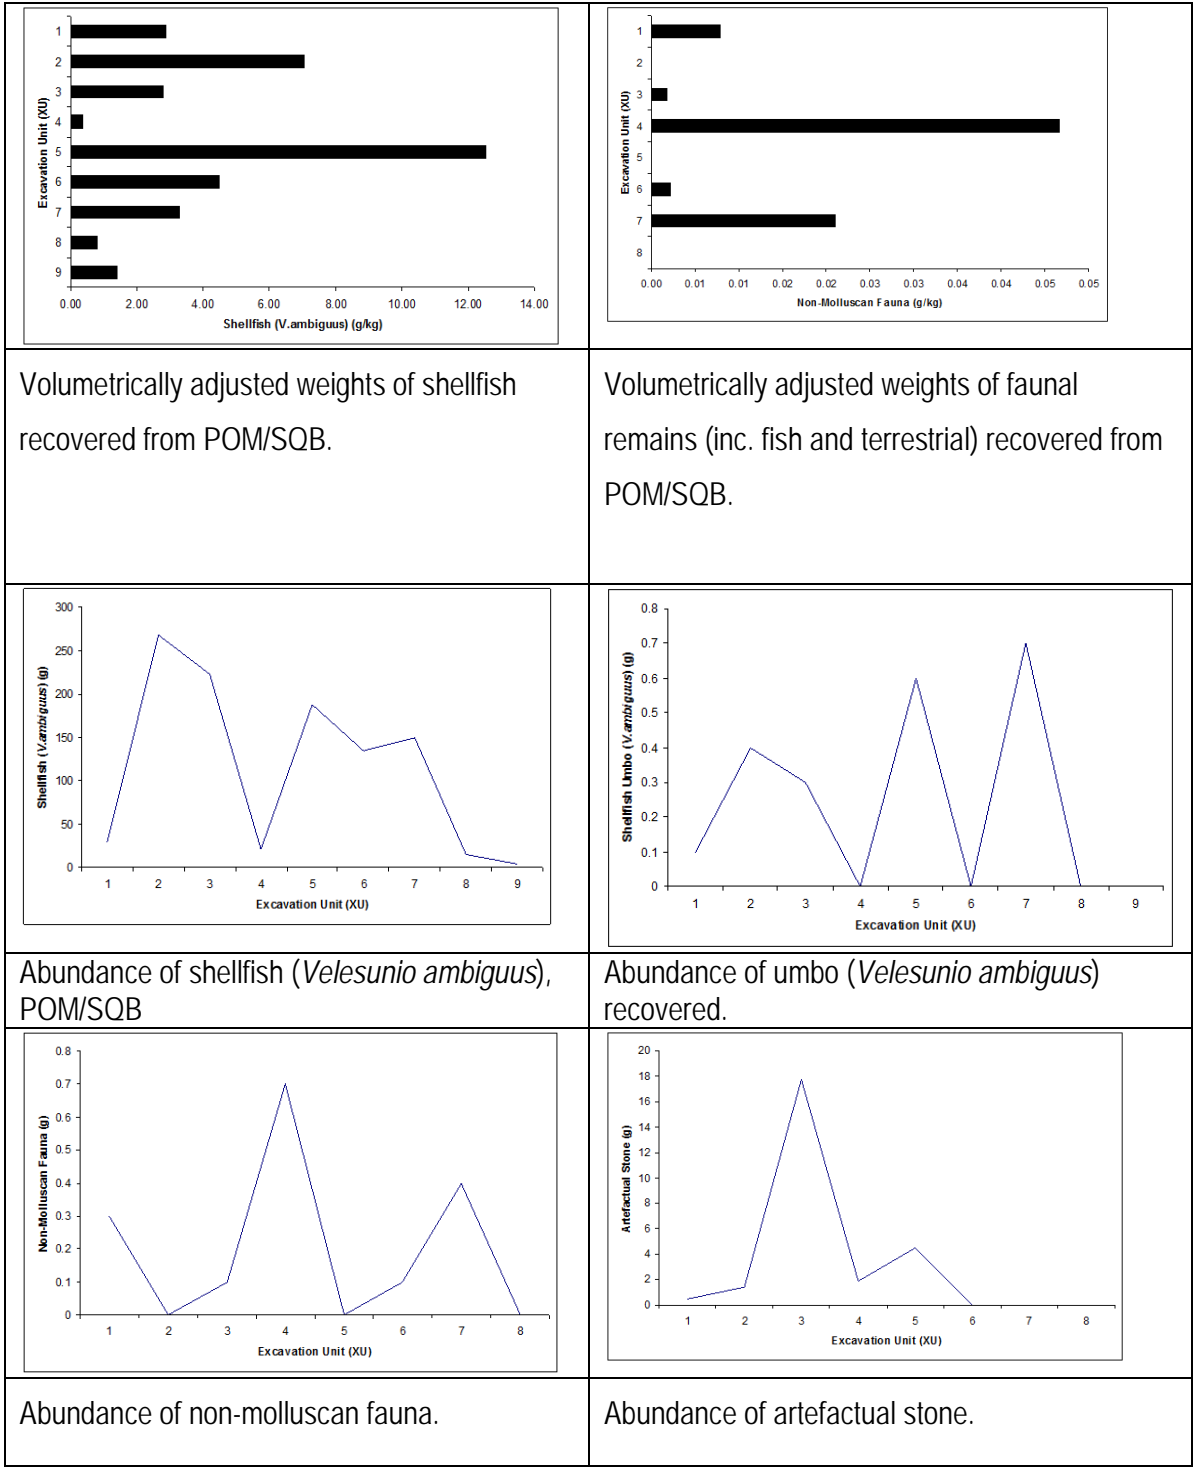 1
2
3
4
5
6
7
8
9
Excavation Unit (XU)
0.00 2.00 4.00 6.00 8.00 10.00 12.00 14.00
Shellfish (V.ambiguus) (g/kg)
1
2
3
4
5
6
7
8
Excavation Unit (XU)
0.00 0.01 0.01 0.02 0.02 0.03 0.03 0.04 0.04 0.05 0.05
Non-Molluscan Fauna (g/kg)
Volumetrically adjusted weights of shellfish
recovered from POM/SQB.
Volumetrically adjusted weights of faunal
remains (inc. fish and terrestrial) recovered from
POM/SQB.
300
250
200
150
100
50
0
Shellfish (V.ambiguus) (g)
1 2 3 4 5 6 7 8 9
Excavation Unit (XU)
0.8
0.7
0.6
0.5
0.4
0.3
0.2
0.1
0
Shellfish Umbo (V.ambiguus) (g)
1 2 3 4 5 6 7 8 9
Excavation Unit (XU)
Abundance of shellfish (Velesunio ambiguus),
POM/SQB
Abundance of umbo (Velesunio ambiguus)
recovered.
0.8
0.7
0.6
0.5
0.4
0.3
0.2
0.1
0
Non-Molluscan Fauna (g)
1 2 3 4 5 6 7 8
Excavation Unit (XU)
20
18
16
14
12
10
8
6
4
2
0
Artefactual Stone (g)
1 2 3 4 5 6 7 8
Excavation Unit (XU)
Abundance of non-molluscan fauna.
Abundance of artefactual stone.